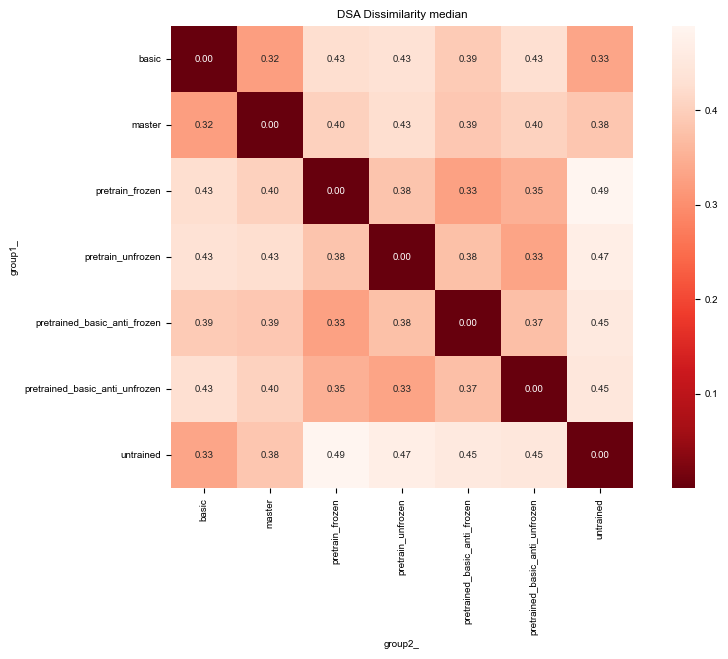 DSA Dissimilarity median
basic 0.00 0.32 0.43 0.43 0.39 0.43 0.33
master 0.32 0.00 0.40 0.43 0.39 0.40 0.38
pretrain_frozen 0.43 0.40 0.00 0.38 0.33 0.35 0.49
pretrain_unfrozen 0.43 0.43 0.38 0.00 0.38 0.33 0.47
pretrained_basic_anti_frozen 0.39 0.39 0.33 0.38 0.00 0.37 0.45
pretrained_basic_anti_unfrozen 0.43 0.40 0.35 0.33 0.37 0.00 0.45
untrained 0.33 0.38 0.49 0.47 0.45 0.45 0.00
group1_
basic
master
pretrain_frozen
pretrain_unfrozen
pretrained_basic_anti_frozen
pretrained_basic_anti_unfrozen
untrained
group2_
0.4
0.3
0.2
0.1